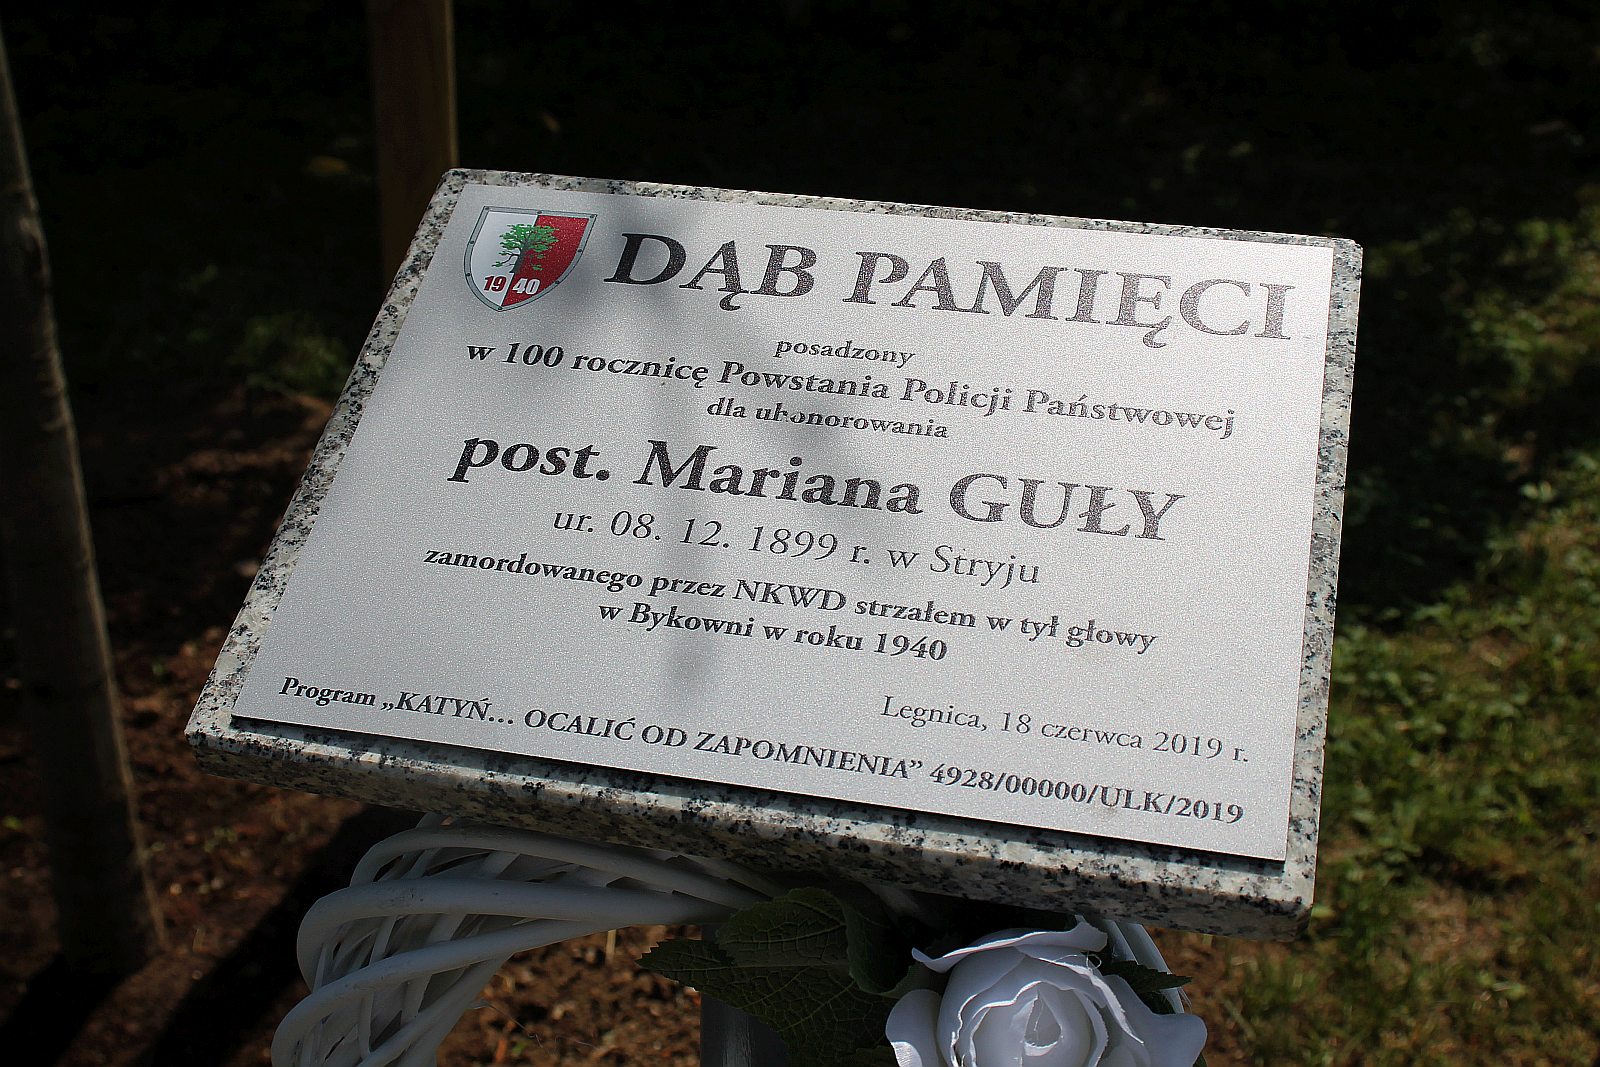 19 40
DĄB PAMIĘCI
posadzony
w 100 rocznicę Powstania Policji Państwowej
dla uhonorowania
post. Mariana GUŁY
ur. 08. 12. 1899 r. w Stryju
zamordowanego przez NKWD strzałem w tył głowy
w Bykowni w roku 1940
Legnica, 18 czerwca 2019 r.
Program „KATYŃ... OCALIĆ OD ZAPOMNIENIA” 4928/00000/ULK/2019